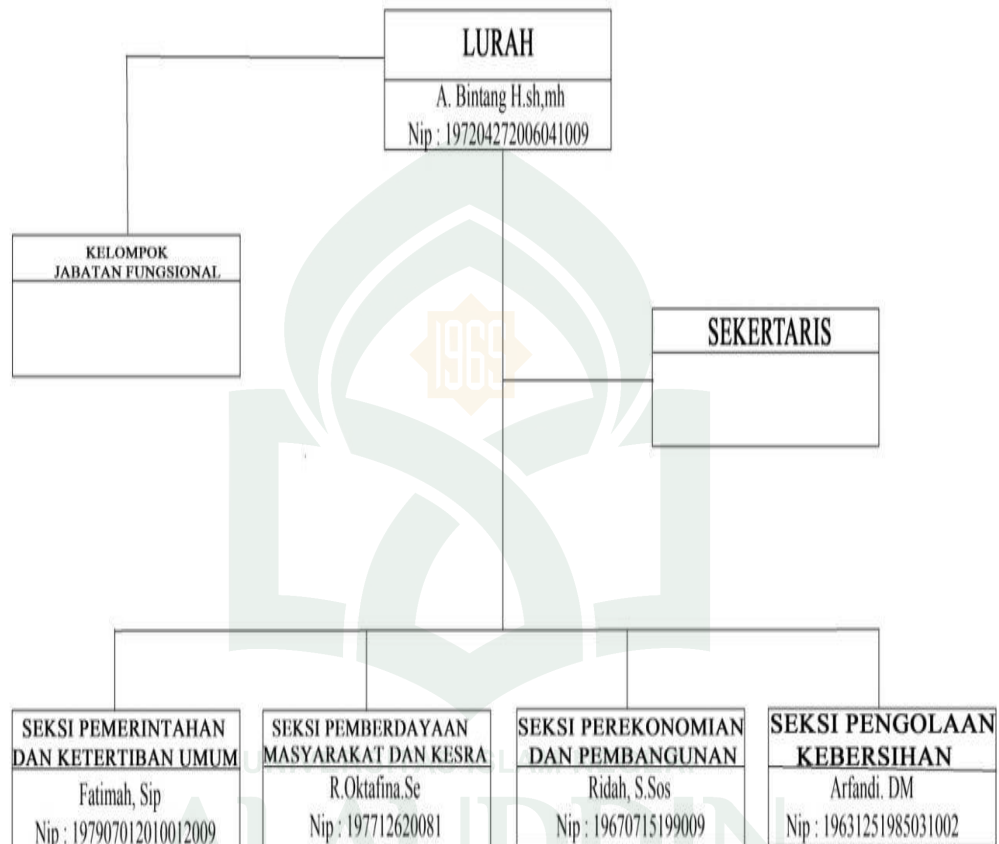 LURAH
A. Bintang H.sh,mh
Nip : 197204272006041009
KELOMPOK
JABATAN FUNGSIONAL
1965
SEKERTARIS
SEKSI PEMERINTAHAN
DAN KETERTIBAN UMUM
Fatimah, Sip
Nip : 197907012010012009
SEKSI PEMBERDAYAAN
MASYARAKAT DAN KESRA
R.Oktafina.Se
Nip : 197712620081
SEKSI PEREKONOMIAN
DAN PEMBANGUNAN
Ridah, S.Sos
Nip : 19670715199009
SEKSI PENGOLAAN
KEBERSIHAN
Arfandi. DM
Nip : 19631251985031002